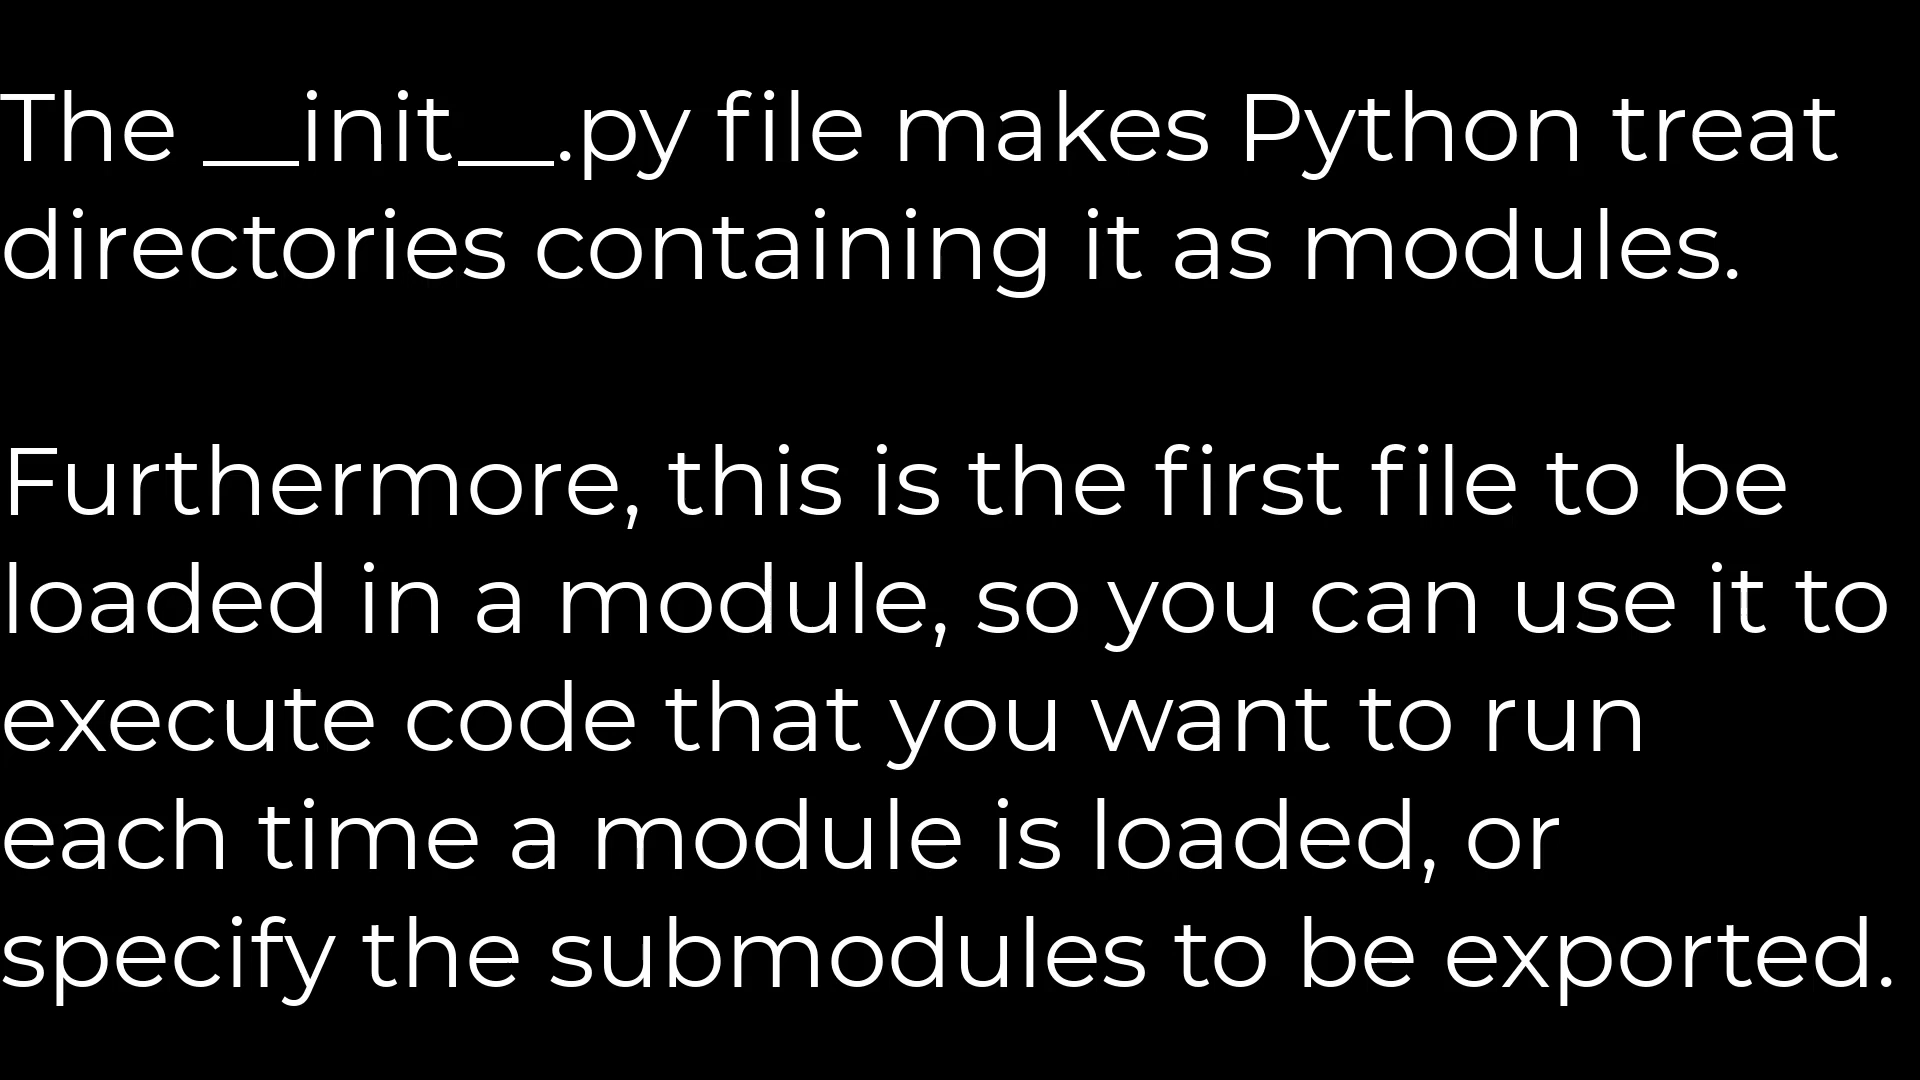 The __init__.py file makes Python treat
directories containing it as modules.
Furthermore, this is the first file to be
loaded in a module, so you can use it to
execute code that you want to run
each time a module is loaded, or
specify the submodules to be exported.